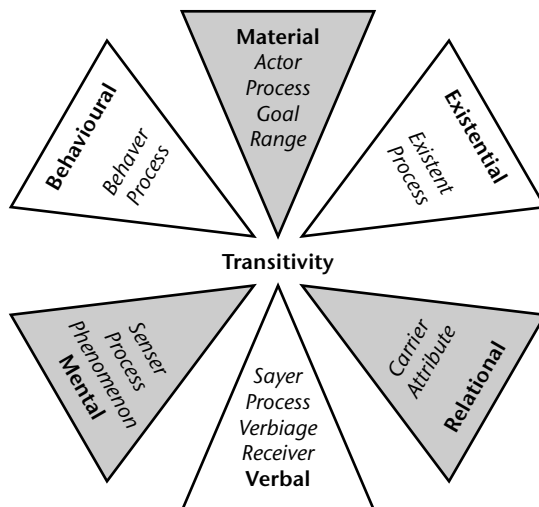 Material
Actor
Process
Goal
Range
Behavioural
Behaver
Process
Existential
Existent
Process
Transitivity
Senser
Process
Phenomenon
Mental
Sayer
Process
Verbiage
Receiver
Verbal
Carrier
Attribute
Relational